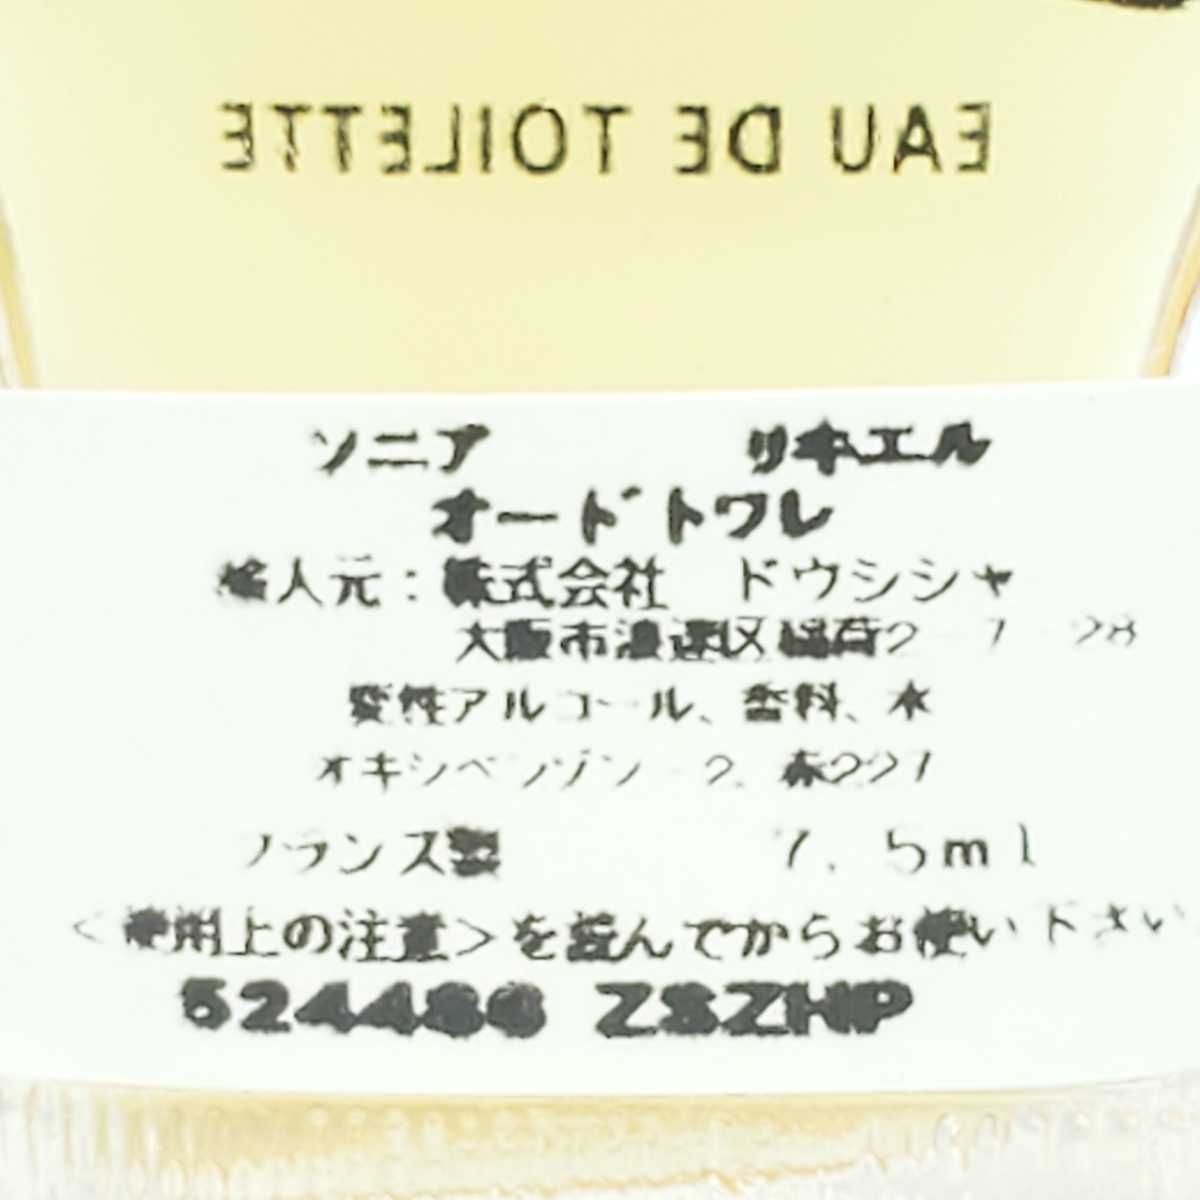 EAU DE TOILETTE
ソニア リキエル
オードトワレ
輸入元：株式会社 ドウシシャ
大阪市浪速区稲荷2-7-28
変性アルコール、香料、水
オキシベンゾン-2、赤227
フランス製 7.5ml
<使用上の注意>を読んでからお使い下さい
ZSZHP